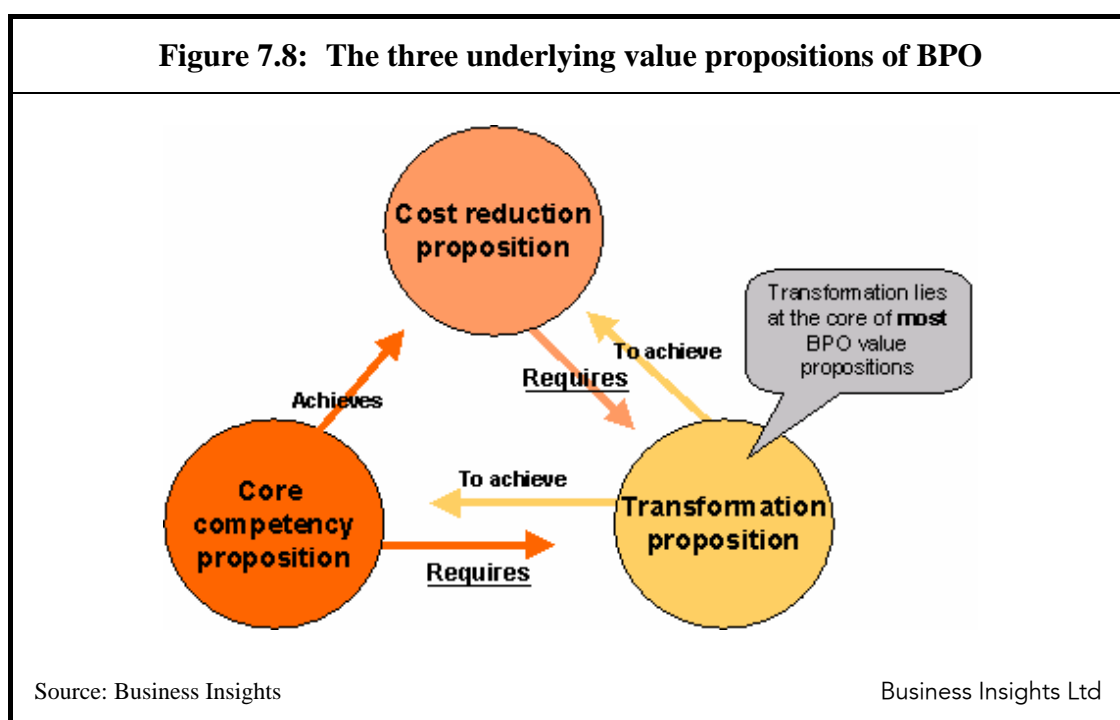 Figure 7.8: The three underlying value propositions of BPO
Cost reduction
proposition
Transformation lies
at the core of most
BPO value
propositions
To achieve
Requires
Achieves
To achieve
Core
competency
proposition
Transformation
proposition
Requires
Source: Business Insights
Business Insights Ltd